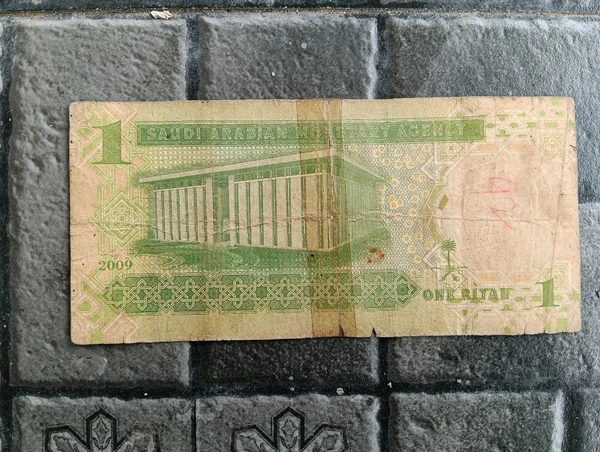 1
SAUDI ARABIAN MONETARY AGENCY
2009
ONE RIYAL
1